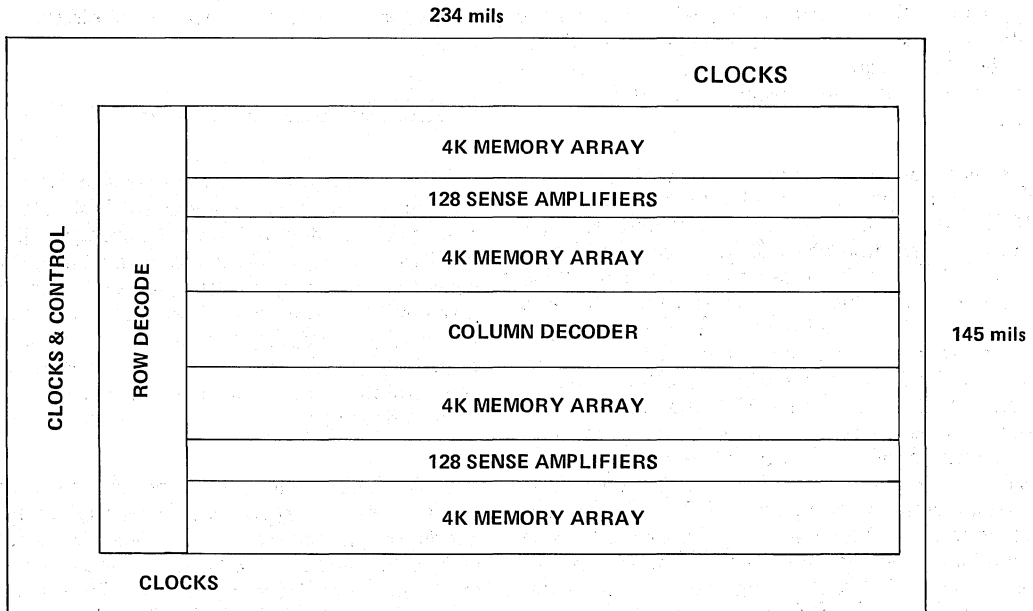 234 mils
CLOCKS
4K MEMORY ARRAY
128 SENSE AMPLIFIERS
4K MEMORY ARRAY
COLUMN DECODER
4K MEMORY ARRAY
128 SENSE AMPLIFIERS
4K MEMORY ARRAY
CLOCKS & CONTROL
ROW DECODE
145 mils
CLOCKS